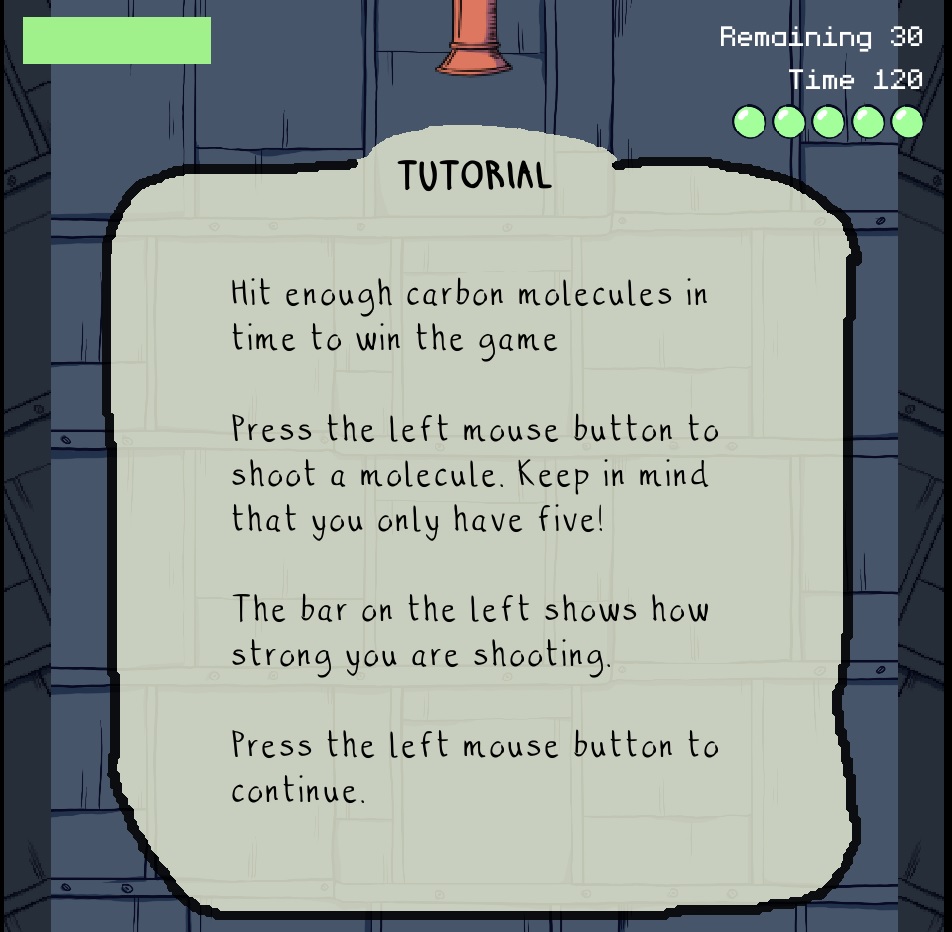 Remaining 30
Time 120
TUTORIAL
Hit enough carbon molecules in
time to win the game
Press the left mouse button to
shoot a molecule. Keep in mind
that you only have five!
The bar on the left shows how
strong you are shooting.
Press the left mouse button to
continue.